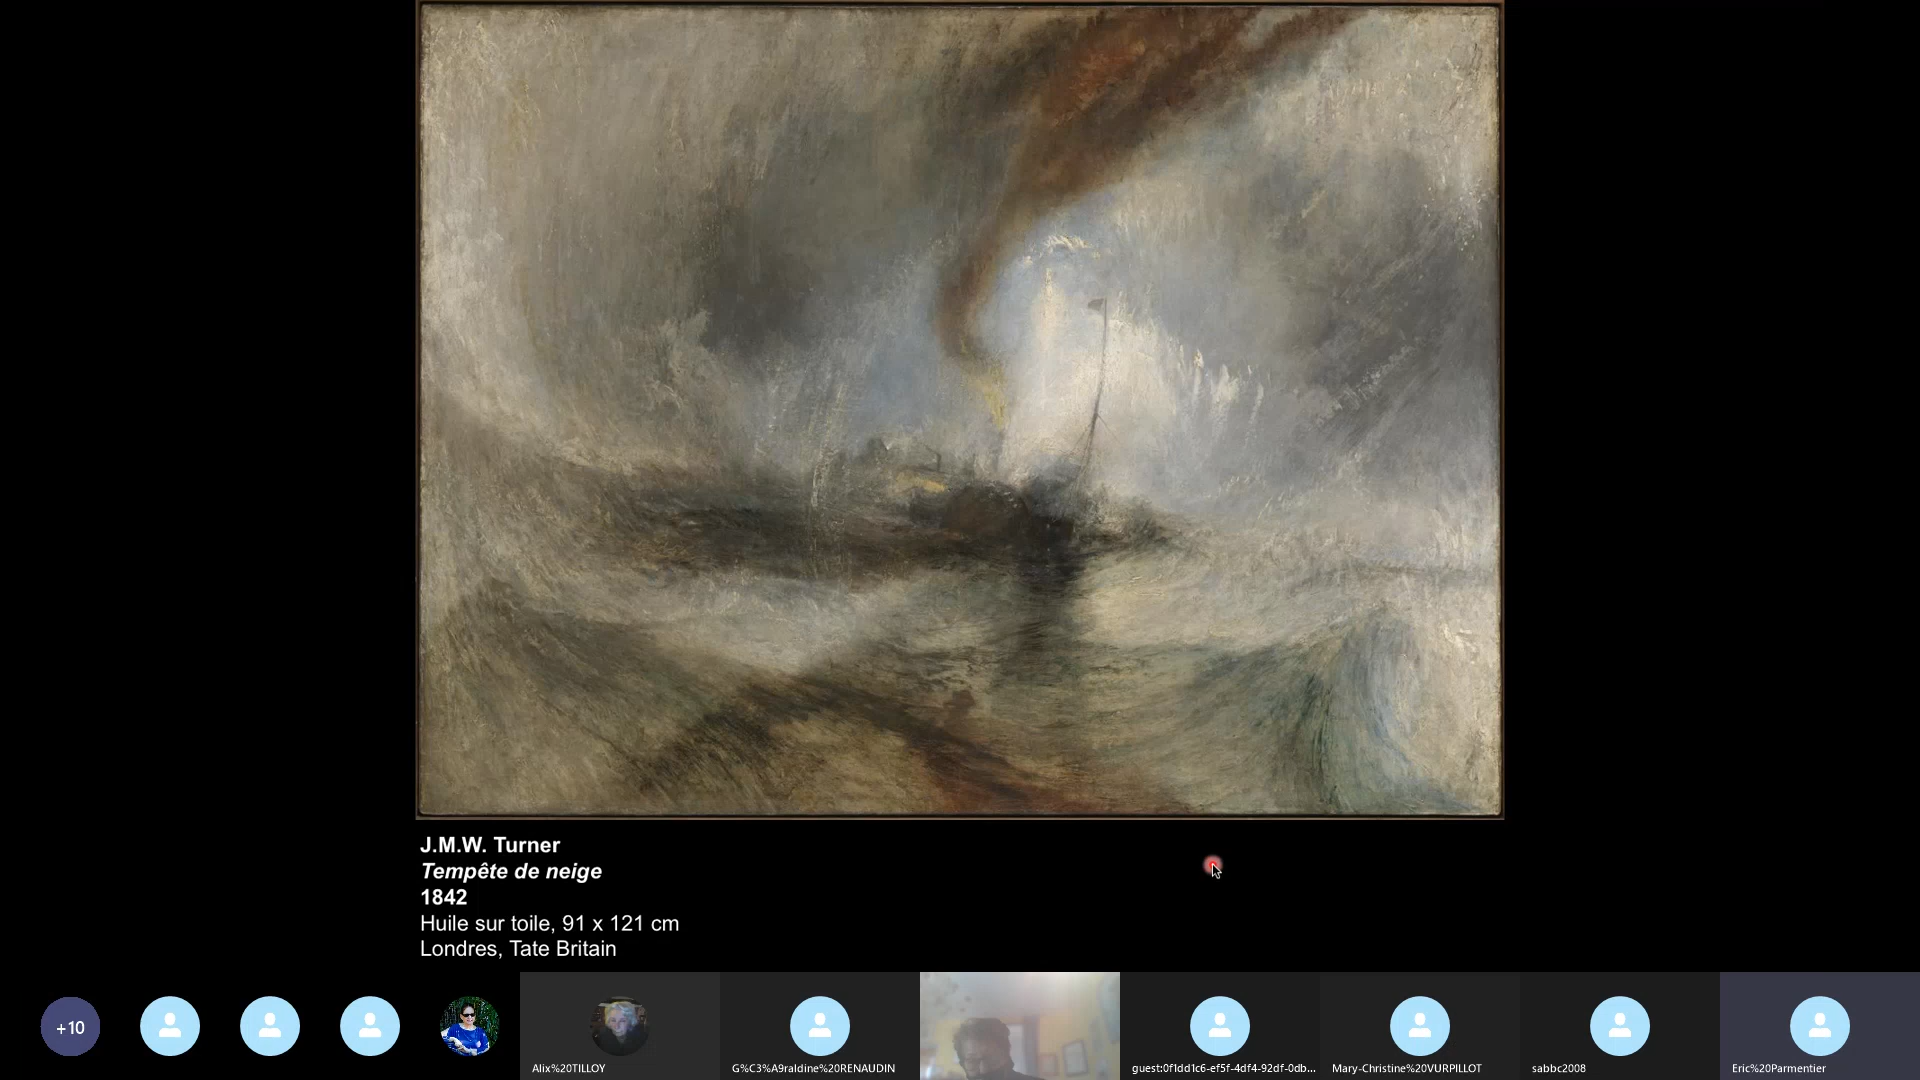 J.M.W. Turner
Tempête de neige
1842
Huile sur toile, 91 x 121 cm
Londres, Tate Britain
+10
Alix%20TILLOY
G%C3%A9raldine%20RENAUDIN
guest:0f1dd1c6-ef5f-4df4-92df-0db...
Mary-Christine%20VURPILLOT
sabbc2008
Eric%20Parmentier